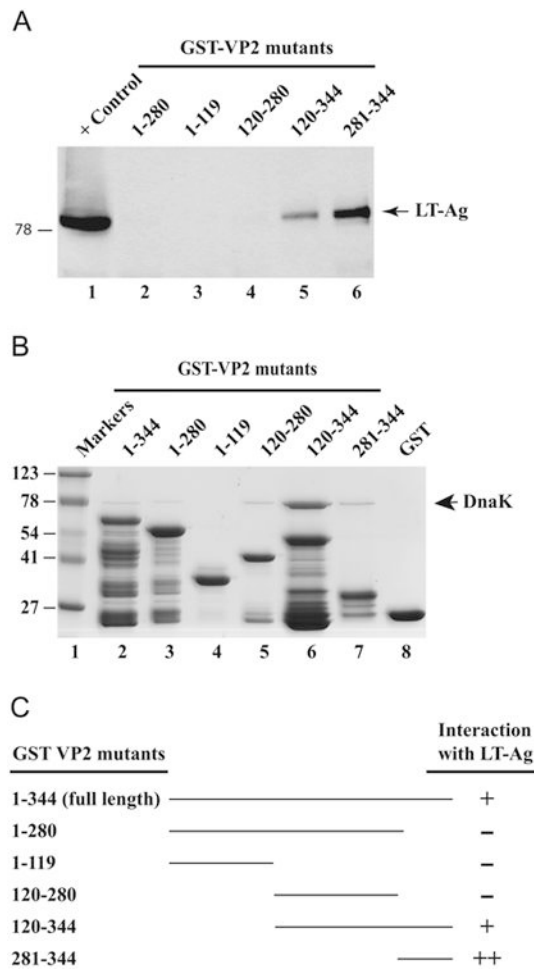 A
GST-VP2 mutants
+ Control
1-280
1-119
120-280
120-344
281-344
78
LT-Ag
1 2 3 4 5 6
B
GST-VP2 mutants
Markers
1-344
1-280
1-119
120-280
120-344
281-344
GST
123
78
DnaK
54
41
27
1 2 3 4 5 6 7 8
C
GST VP2 mutants
Interaction
with LT-Ag
1-344 (full length) +
1-280 –
1-119 –
120-280 –
120-344 +
281-344 ++